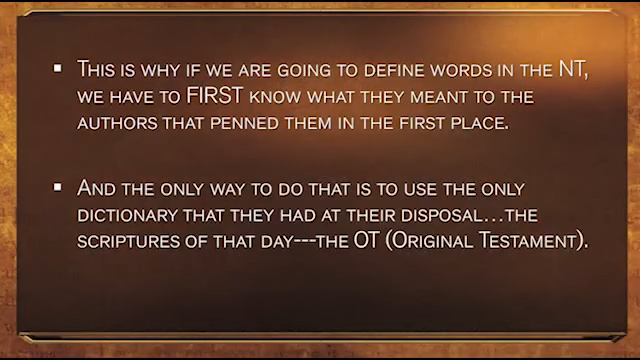 ▪ This is why if we are going to define words in the NT,
we have to FIRST know what they meant to the
authors that penned them in the first place.
▪ And the only way to do that is to use the only
dictionary that they had at their disposal…the
scriptures of that day---the OT (Original Testament).